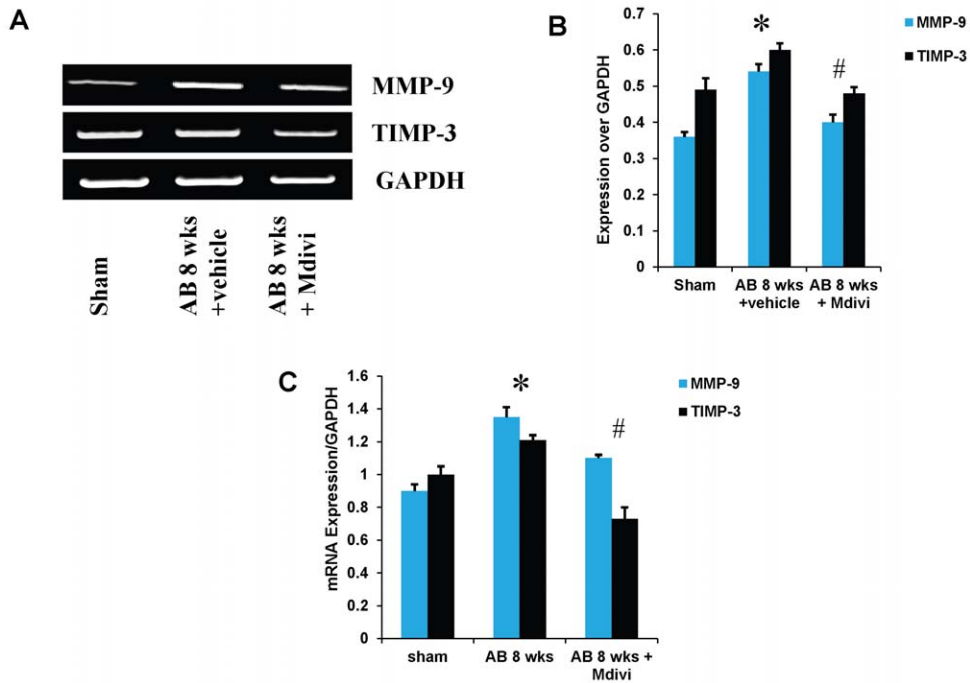 A
MMP-9
TIMP-3
GAPDH
Sham
AB 8 wks
+vehicle
AB 8 wks
+ Mdivi
B
*
#
MMP-9
TIMP-3
Expression over GAPDH
0.7
0.6
0.5
0.4
0.3
0.2
0.1
0
Sham
AB 8 wks
+vehicle
AB 8 wks
+ Mdivi
C
*
#
MMP-9
TIMP-3
mRNA Expression/GAPDH
1.6
1.4
1.2
1
0.8
0.6
0.4
0.2
0
sham
AB 8 wks
AB 8 wks +
Mdivi